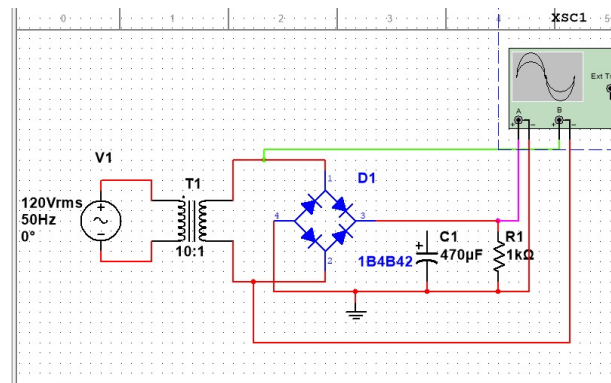 0 1 2 3 4 5
XSC1
Ext Tr
A B
+ − + −
V1
T1
D1
120Vrms
50Hz
0°
10:1
1
4 3
2
1B4B42
C1
470µF
R1
1kΩ